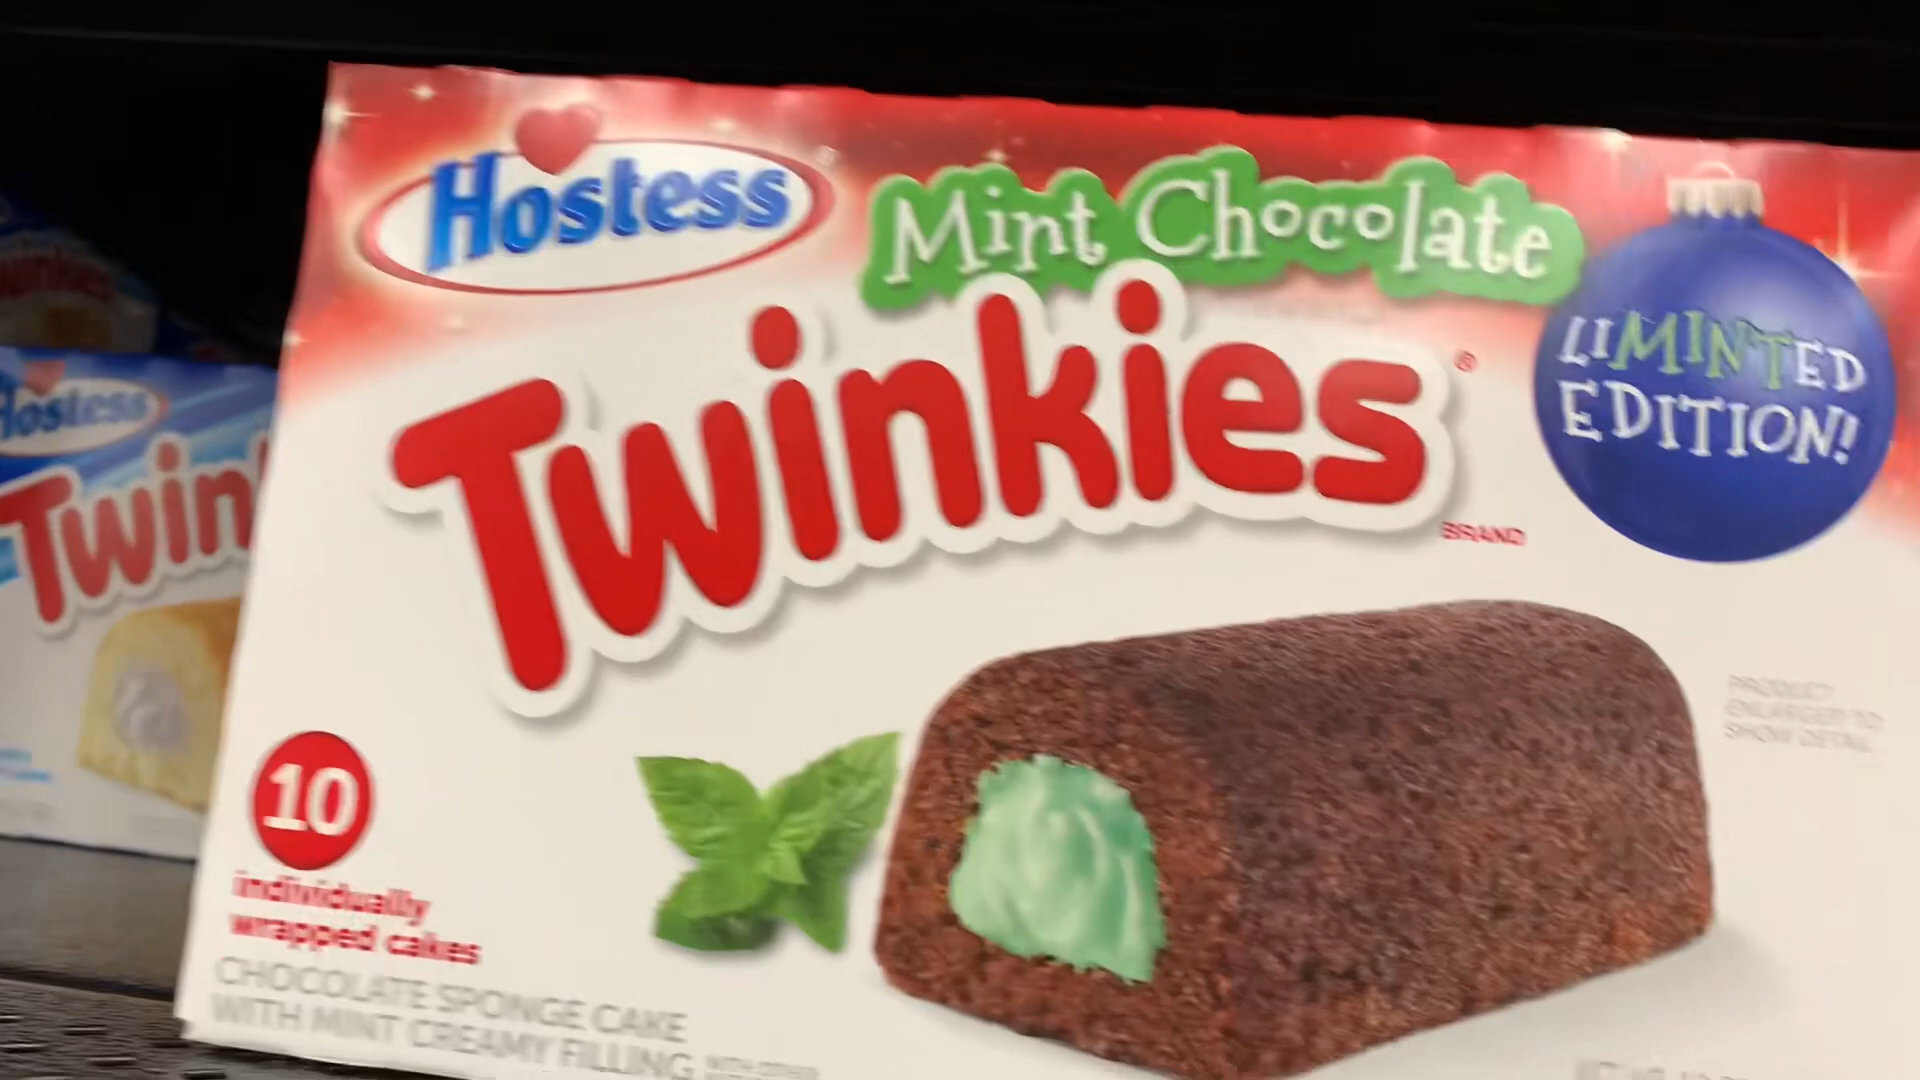 Hostess
Mint Chocolate
Twinkies®
BRAND
LIMINTED
EDITION!
PRODUCT
ENLARGED TO
SHOW DETAIL
10
individually
wrapped cakes
CHOCOLATE SPONGE CAKE
WITH MINT CREAMY FILLING
Hostess
Twin